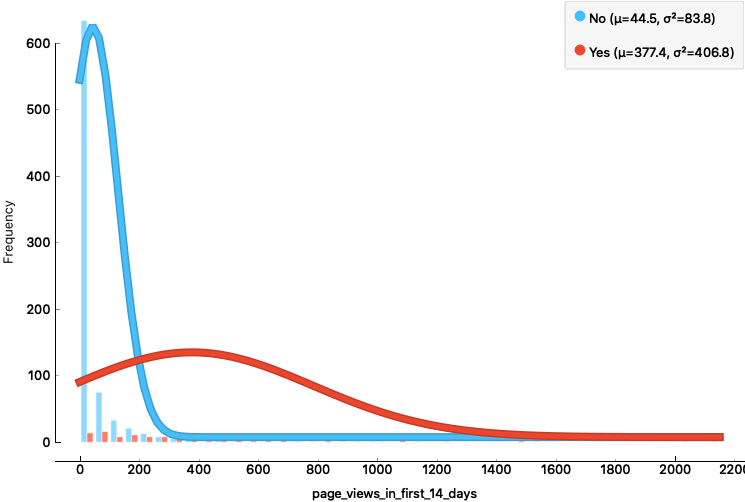 No (μ=44.5, σ²=83.8)
Yes (μ=377.4, σ²=406.8)
600
500
400
300
200
100
0
Frequency
0 200 400 600 800 1000 1200 1400 1600 1800 2000 2200
page_views_in_first_14_days